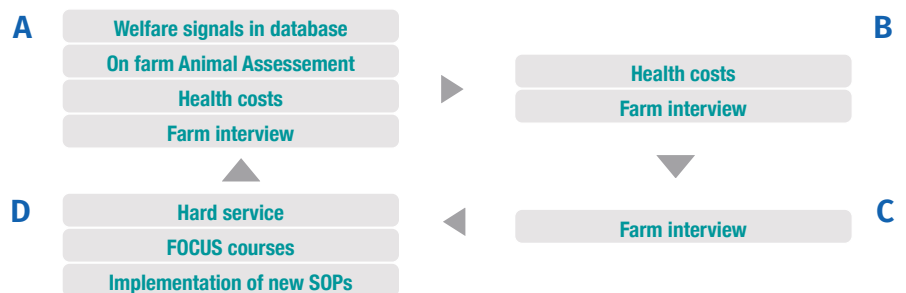 A
Welfare signals in database
On farm Animal Assessement
Health costs
Farm interview
B
Health costs
Farm interview
D
Hard service
FOCUS courses
Implementation of new SOPs
C
Farm interview